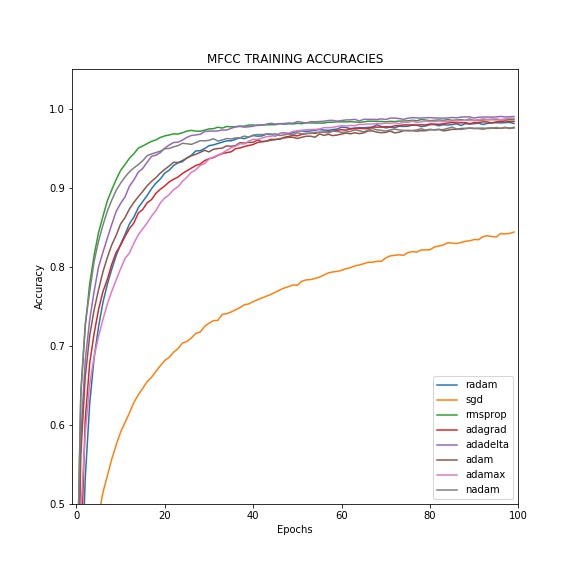 MFCC TRAINING ACCURACIES
1.0
0.9
0.8
0.7
0.6
0.5
Accuracy
0 20 40 60 80 100
Epochs
radam
sgd
rmsprop
adagrad
adadelta
adam
adamax
nadam